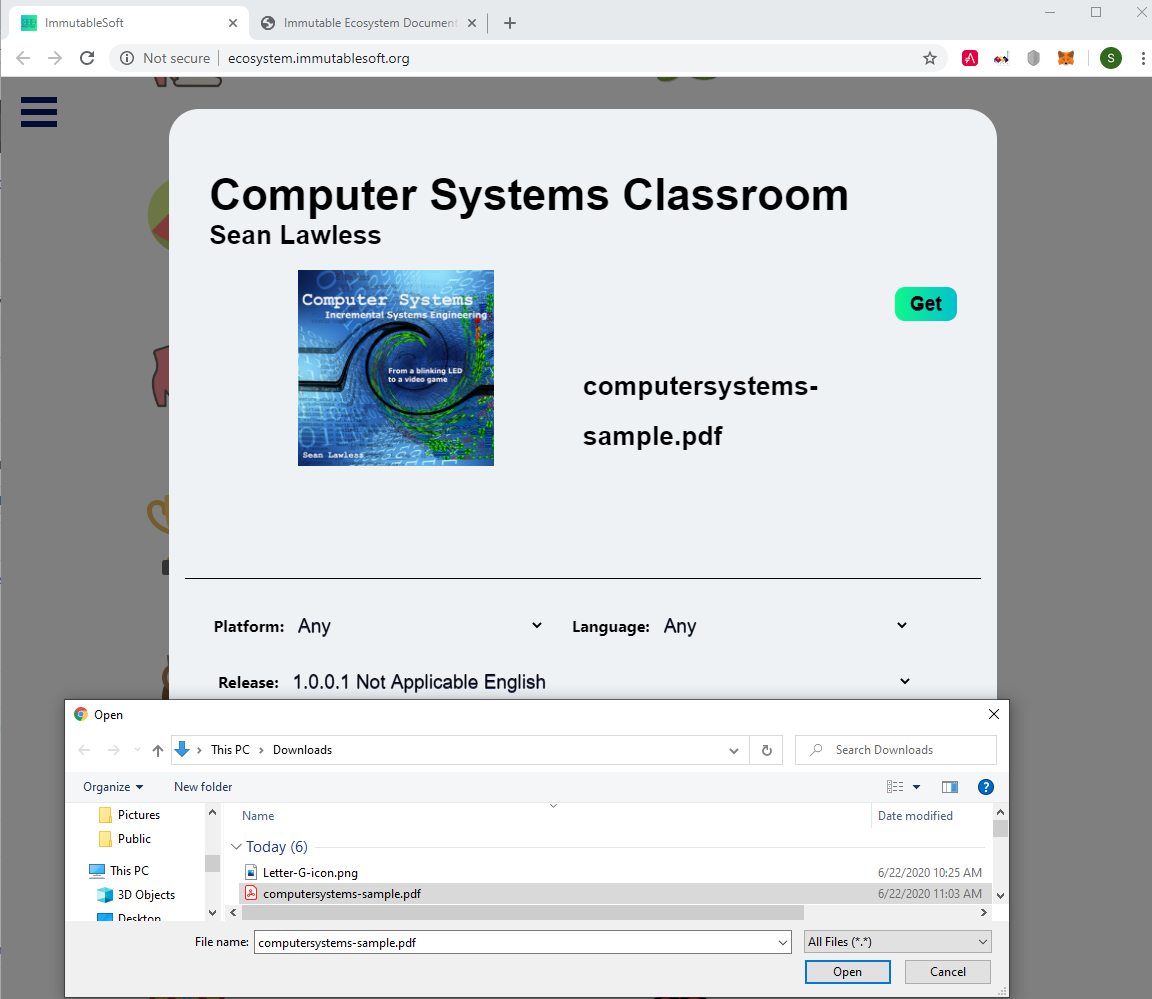 ImmutableSoft
Immutable Ecosystem Document
Not secure
ecosystem.immutablesoft.org
S
Computer Systems Classroom
Sean Lawless
Computer Systems
Incremental Systems Engineering
From a blinking LED
to a video game
Sean Lawless
Get
computersystems-
sample.pdf
Platform: Any
Language: Any
Release: 1.0.0.1 Not Applicable English
Open
This PC > Downloads
Search Downloads
Organize
New folder
?
Pictures
Public
This PC
3D Objects
Desktop
Name
Date modified
Today (6)
Letter-G-icon.png
6/22/2020 10:25 AM
computersystems-sample.pdf
6/22/2020 11:03 AM
File name: computersystems-sample.pdf
All Files (*.*)
Open
Cancel